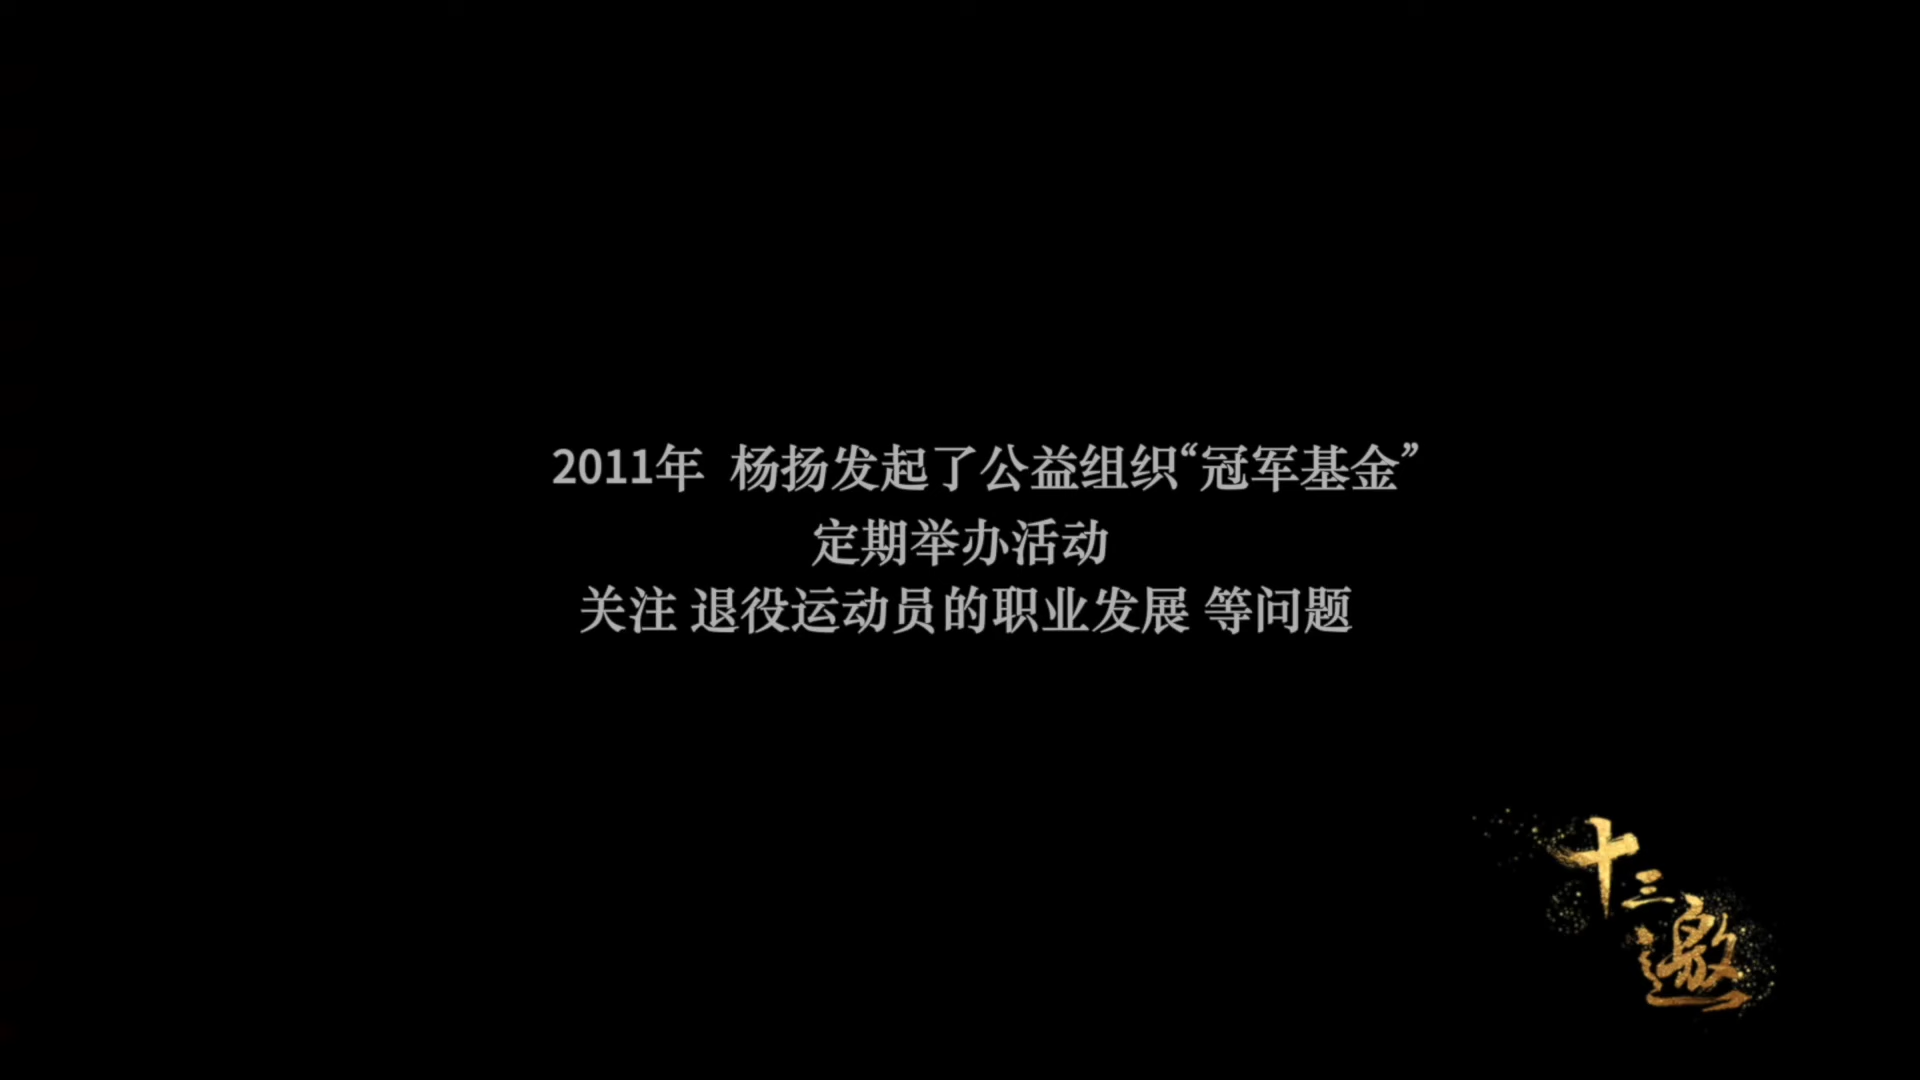 2011年 杨扬发起了公益组织“冠军基金”
定期举办活动
关注 退役运动员的职业发展 等问题
十三邀